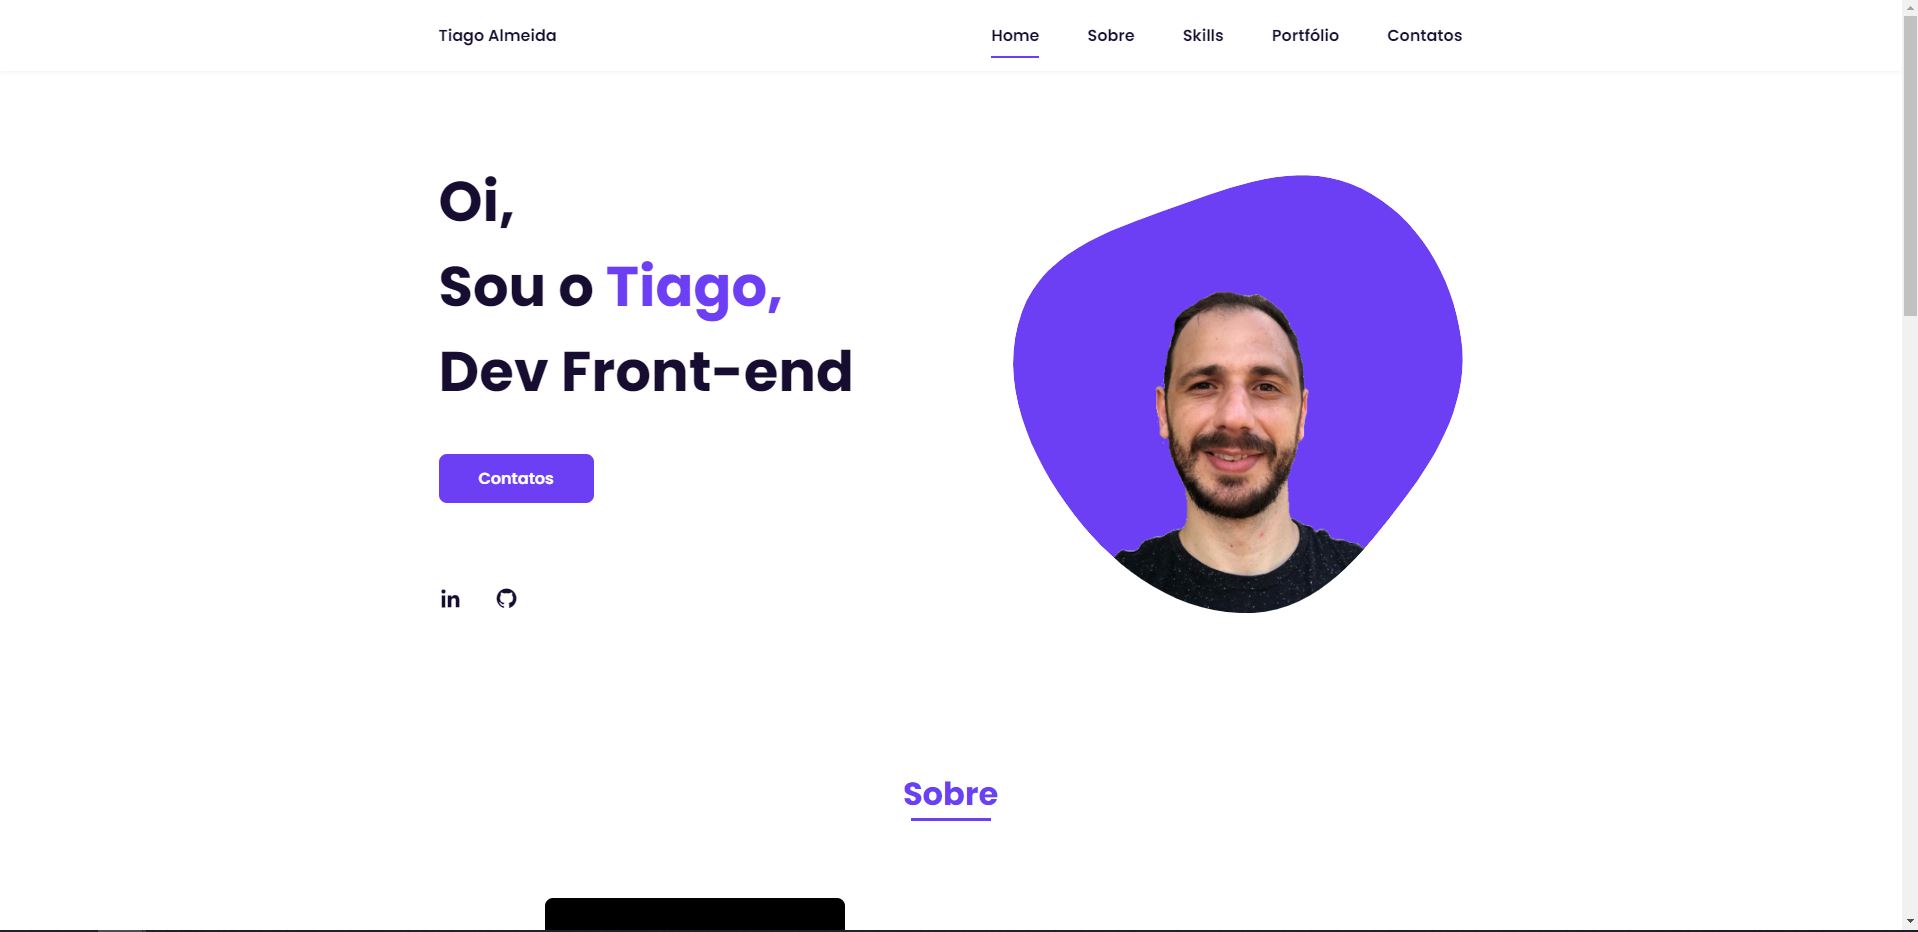 Tiago Almeida
Home Sobre Skills Portfólio Contatos
Oi,
Sou o Tiago,
Dev Front-end
Contatos
in
Sobre